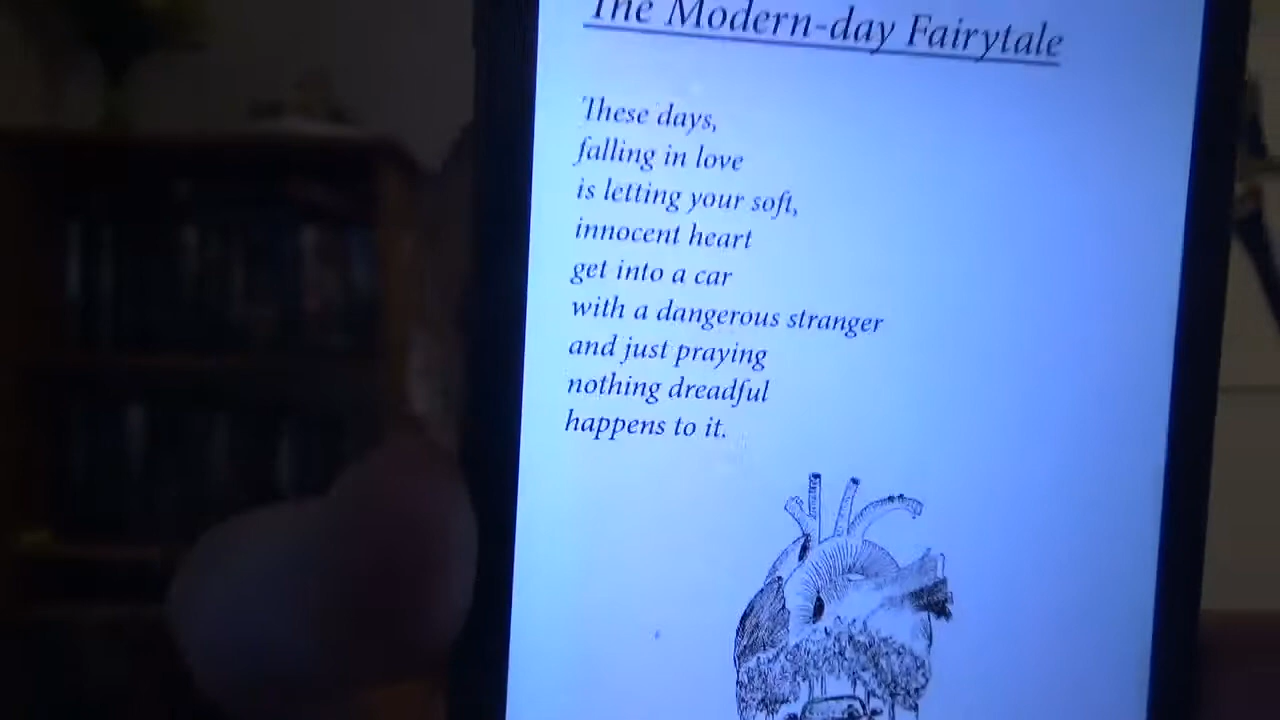 The Modern-day Fairytale
These days,
falling in love
is letting your soft,
innocent heart
get into a car
with a dangerous stranger
and just praying
nothing dreadful
happens to it.